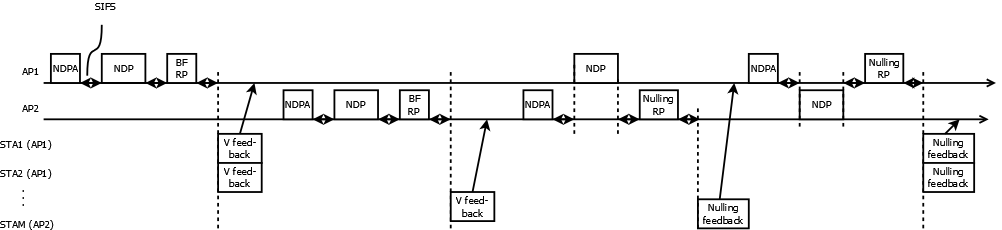 SIFS
NDPA
NDP
BF
RP
NDP
NDPA
Nulling
RP
AP1
NDPA
NDP
BF
RP
NDPA
Nulling
RP
NDP
AP2
STA1 (AP1)
V feed-
back
Nulling
feedback
STA2 (AP1)
V feed-
back
Nulling
feedback
⋮
V feed-
back
Nulling
feedback
STAM (AP2)